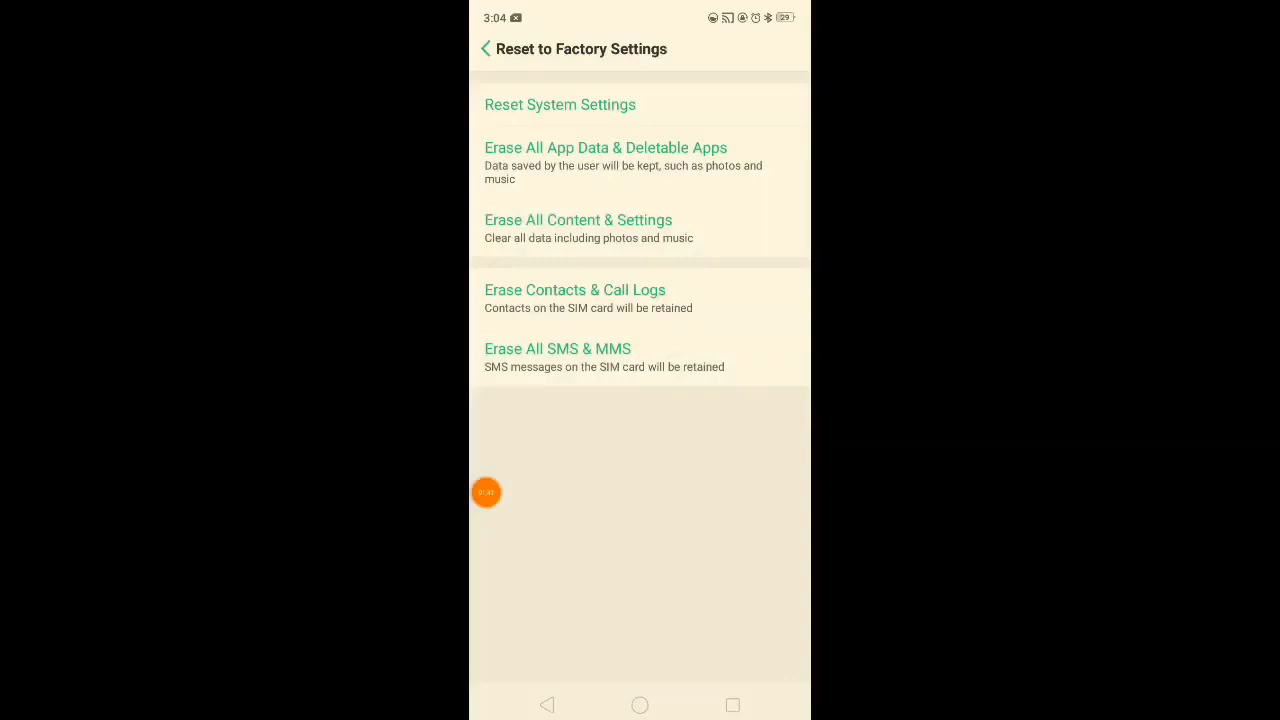 3:04
29
Reset to Factory Settings
Reset System Settings
Erase All App Data & Deletable Apps
Data saved by the user will be kept, such as photos and
music
Erase All Content & Settings
Clear all data including photos and music
Erase Contacts & Call Logs
Contacts on the SIM card will be retained
Erase All SMS & MMS
SMS messages on the SIM card will be retained